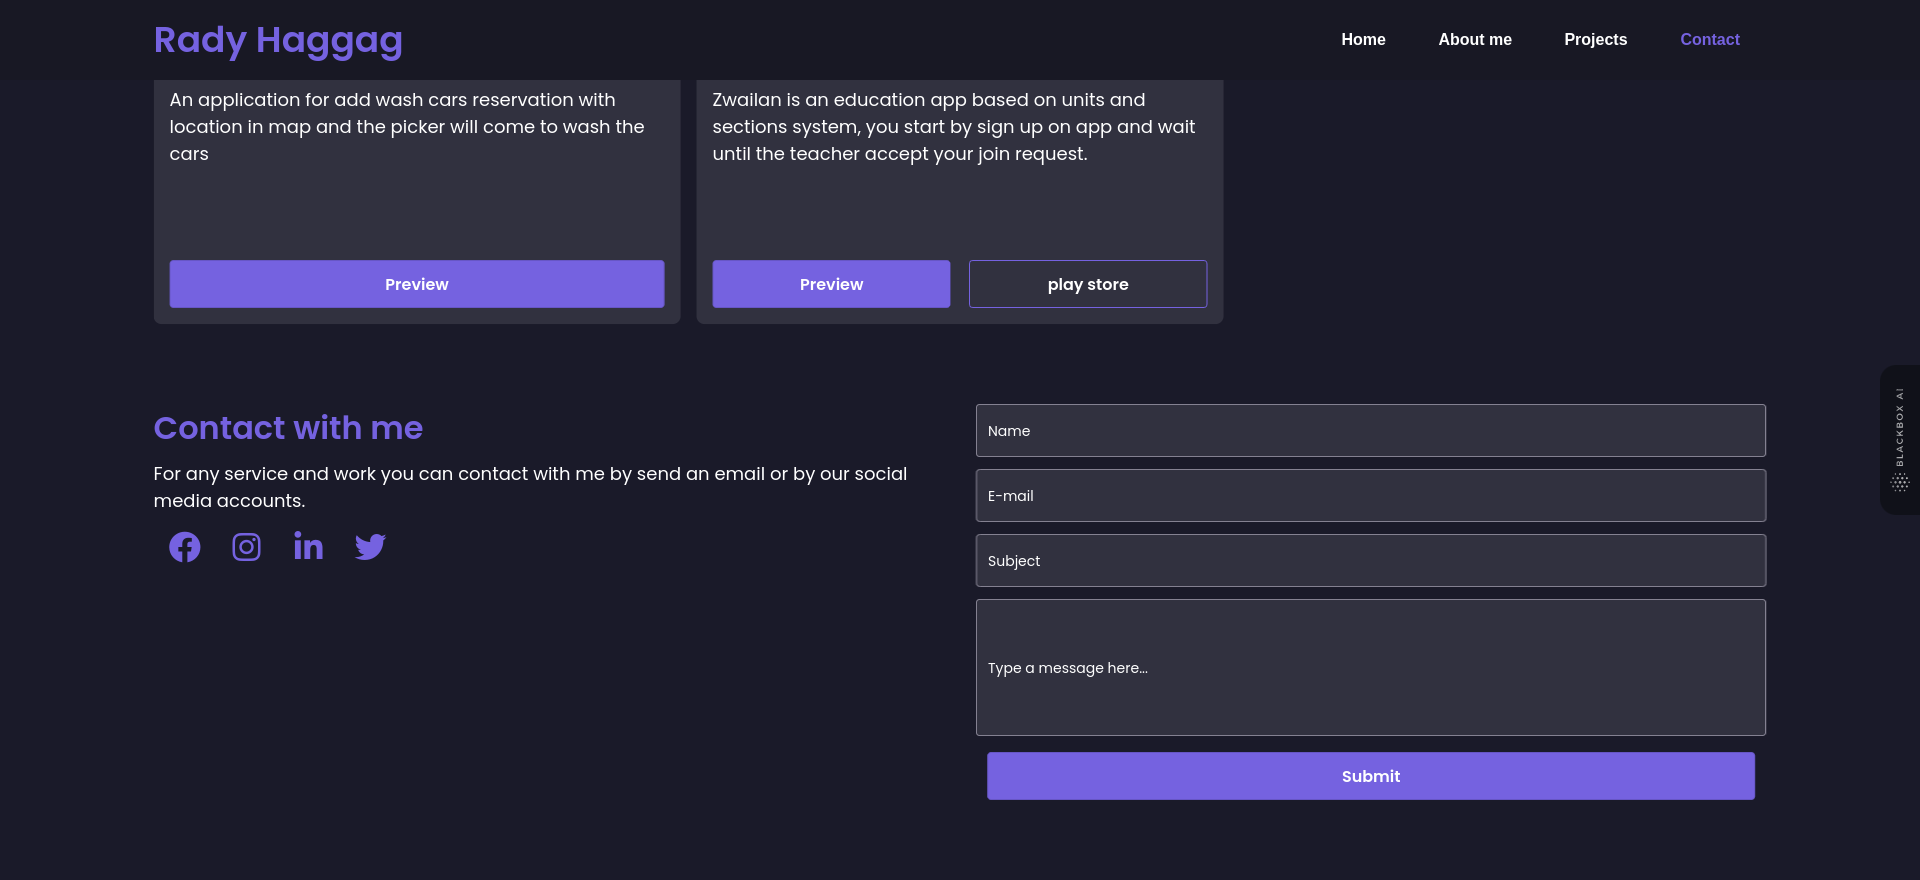 Rady Haggag
Home
About me
Projects
Contact
An application for add wash cars reservation with
location in map and the picker will come to wash the
cars
Preview
Zwailan is an education app based on units and
sections system, you start by sign up on app and wait
until the teacher accept your join request.
Preview
play store
Contact with me
For any service and work you can contact with me by send an email or by our social
media accounts.
Name
E-mail
Subject
Type a message here...
Submit
BLACKBOX AI